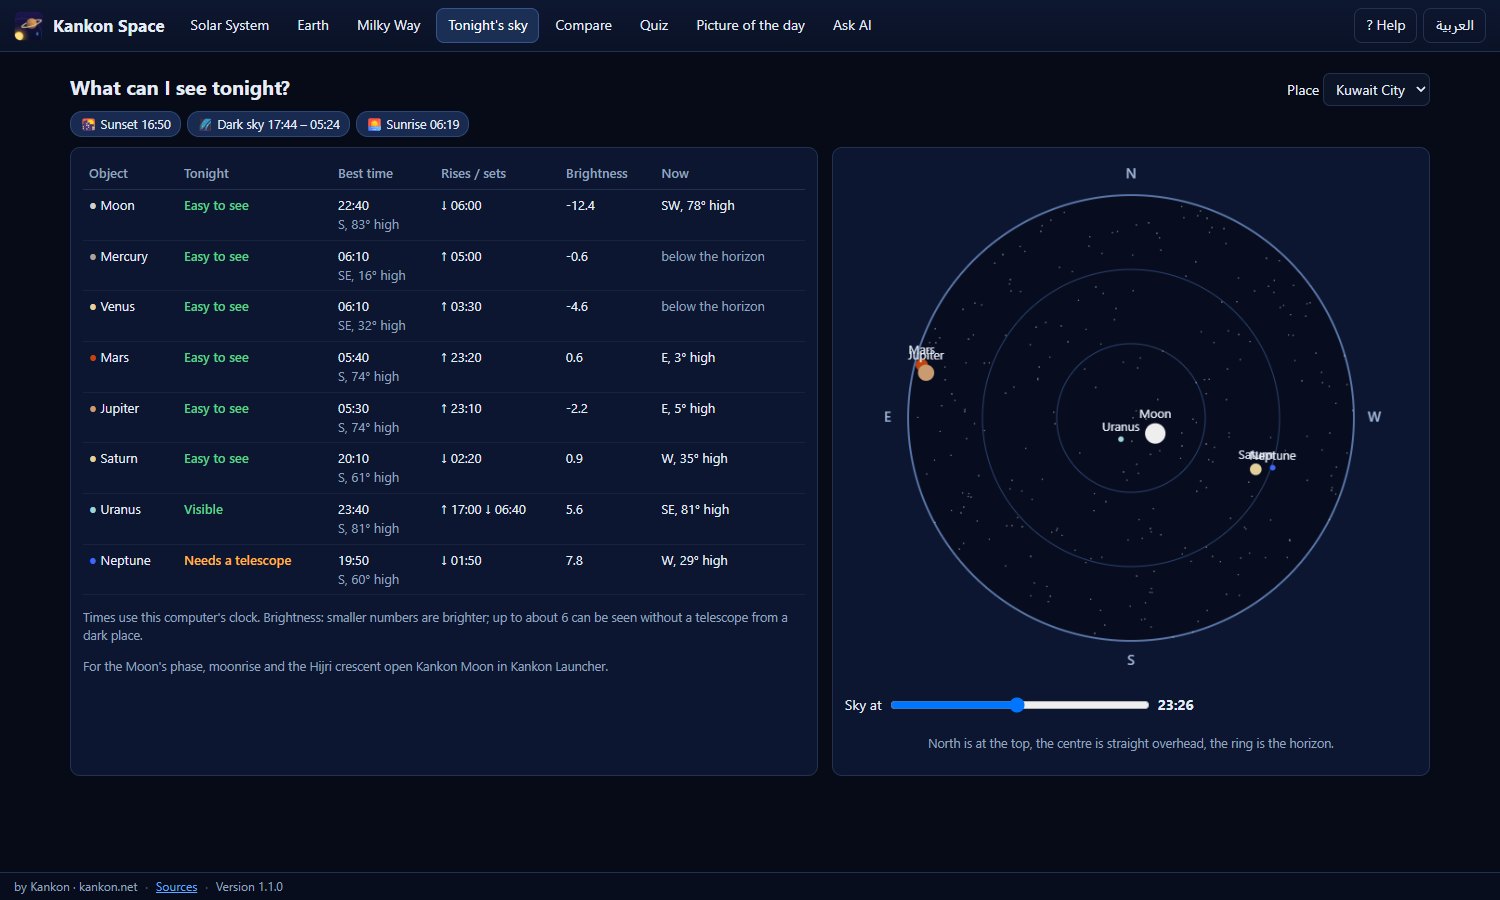 Kankon Space Solar System Earth Milky Way Tonight's sky Compare Quiz Picture of the day Ask AI ? Help العربية
What can I see tonight?
Place Kuwait City
Sunset 16:50 Dark sky 17:44 – 05:24 Sunrise 06:19
Object Tonight Best time Rises / sets Brightness Now
Moon Easy to see 22:40 ↓ 06:00 -12.4 SW, 78° high
S, 83° high
Mercury Easy to see 06:10 ↑ 05:00 -0.6 below the horizon
SE, 16° high
Venus Easy to see 06:10 ↑ 03:30 -4.6 below the horizon
SE, 32° high
Mars Easy to see 05:40 ↑ 23:20 0.6 E, 3° high
S, 74° high
Jupiter Easy to see 05:30 ↑ 23:10 -2.2 E, 5° high
S, 74° high
Saturn Easy to see 20:10 ↓ 02:20 0.9 W, 35° high
S, 61° high
Uranus Visible 23:40 ↑ 17:00 ↓ 06:40 5.6 SE, 81° high
S, 81° high
Neptune Needs a telescope 19:50 ↓ 01:50 7.8 W, 29° high
S, 60° high
Times use this computer's clock. Brightness: smaller numbers are brighter; up to about 6 can be seen without a telescope from a
dark place.
For the Moon's phase, moonrise and the Hijri crescent open Kankon Moon in Kankon Launcher.
N
Mars
Jupiter
Moon
E W
Uranus
Saturn Neptune
S
Sky at 23:26
North is at the top, the centre is straight overhead, the ring is the horizon.
by Kankon · kankon.net · Sources · Version 1.1.0